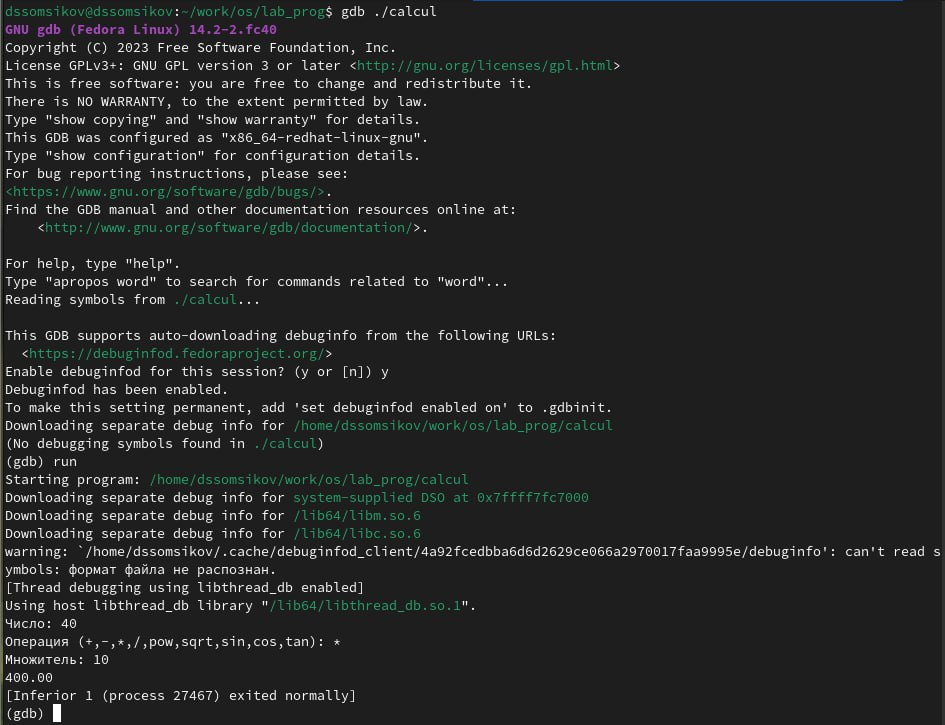 dssomsikov@dssomsikov:~/work/os/lab_prog$ gdb ./calcul
GNU gdb (Fedora Linux) 14.2-2.fc40
Copyright (C) 2023 Free Software Foundation, Inc.
License GPLv3+: GNU GPL version 3 or later <http://gnu.org/licenses/gpl.html>
This is free software: you are free to change and redistribute it.
There is NO WARRANTY, to the extent permitted by law.
Type "show copying" and "show warranty" for details.
This GDB was configured as "x86_64-redhat-linux-gnu".
Type "show configuration" for configuration details.
For bug reporting instructions, please see:
<https://www.gnu.org/software/gdb/bugs/>.
Find the GDB manual and other documentation resources online at:
    <http://www.gnu.org/software/gdb/documentation/>.

For help, type "help".
Type "apropos word" to search for commands related to "word"...
Reading symbols from ./calcul...

This GDB supports auto-downloading debuginfo from the following URLs:
  <https://debuginfod.fedoraproject.org/>
Enable debuginfod for this session? (y or [n]) y
Debuginfod has been enabled.
To make this setting permanent, add 'set debuginfod enabled on' to .gdbinit.
Downloading separate debug info for /home/dssomsikov/work/os/lab_prog/calcul
(No debugging symbols found in ./calcul)
(gdb) run
Starting program: /home/dssomsikov/work/os/lab_prog/calcul
Downloading separate debug info for system-supplied DSO at 0x7ffff7fc7000
Downloading separate debug info for /lib64/libm.so.6
Downloading separate debug info for /lib64/libc.so.6
warning: `/home/dssomsikov/.cache/debuginfod_client/4a92fcedbba6d6d2629ce066a2970017faa9995e/debuginfo': can't read s
ymbols: формат файла не распознан.
[Thread debugging using libthread_db enabled]
Using host libthread_db library "/lib64/libthread_db.so.1".
Число: 40
Операция (+,-,*,/,pow,sqrt,sin,cos,tan): *
Множитель: 10
400.00
[Inferior 1 (process 27467) exited normally]
(gdb)